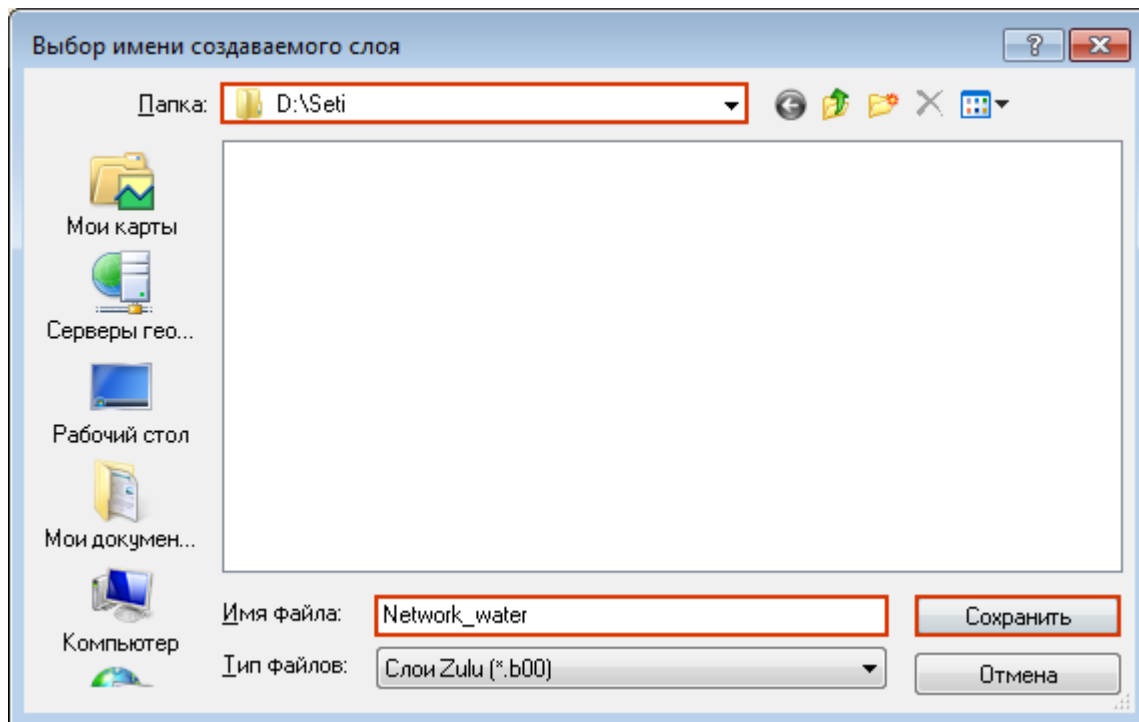 Выбор имени создаваемого слоя
Папка: D:\Seti
Мои карты
Серверы гео...
Рабочий стол
Мои докумен...
Компьютер
Имя файла: Network_water Сохранить
Тип файлов: Слои Zulu (*.b00) Отмена